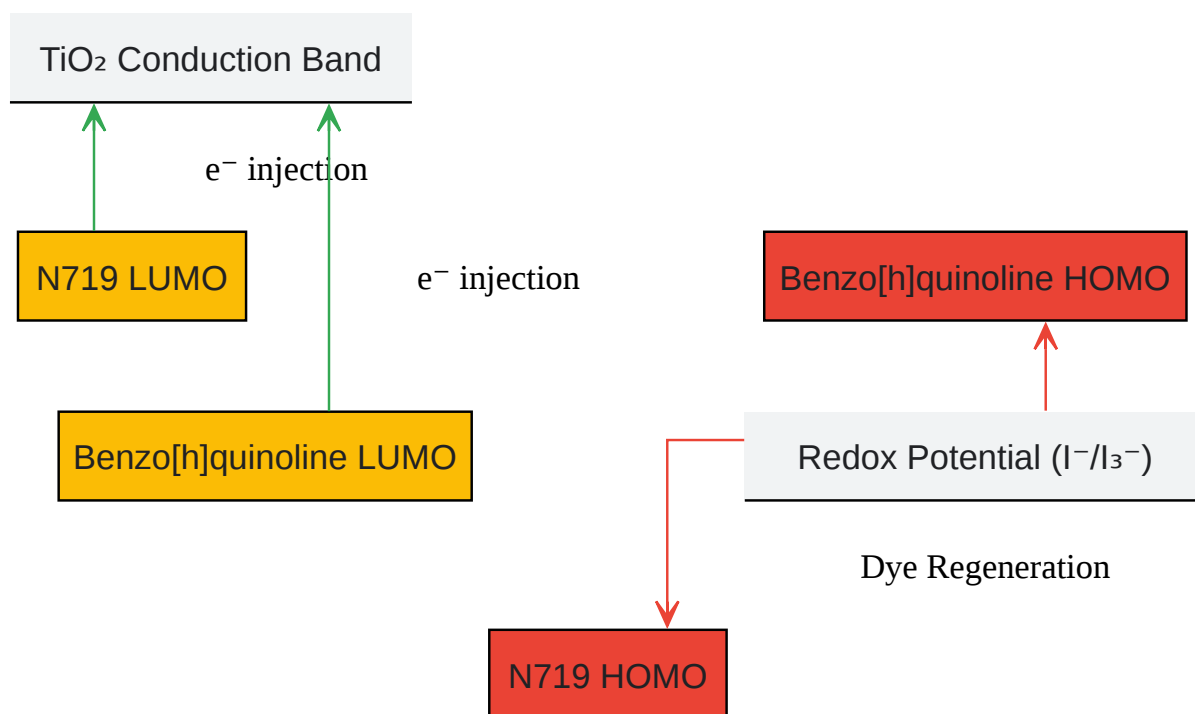 TiO₂ Conduction Band
e⁻ injection
N719 LUMO
e⁻ injection
Benzo[h]quinoline HOMO
Benzo[h]quinoline LUMO
Redox Potential (I⁻/I₃⁻)
Dye Regeneration
N719 HOMO